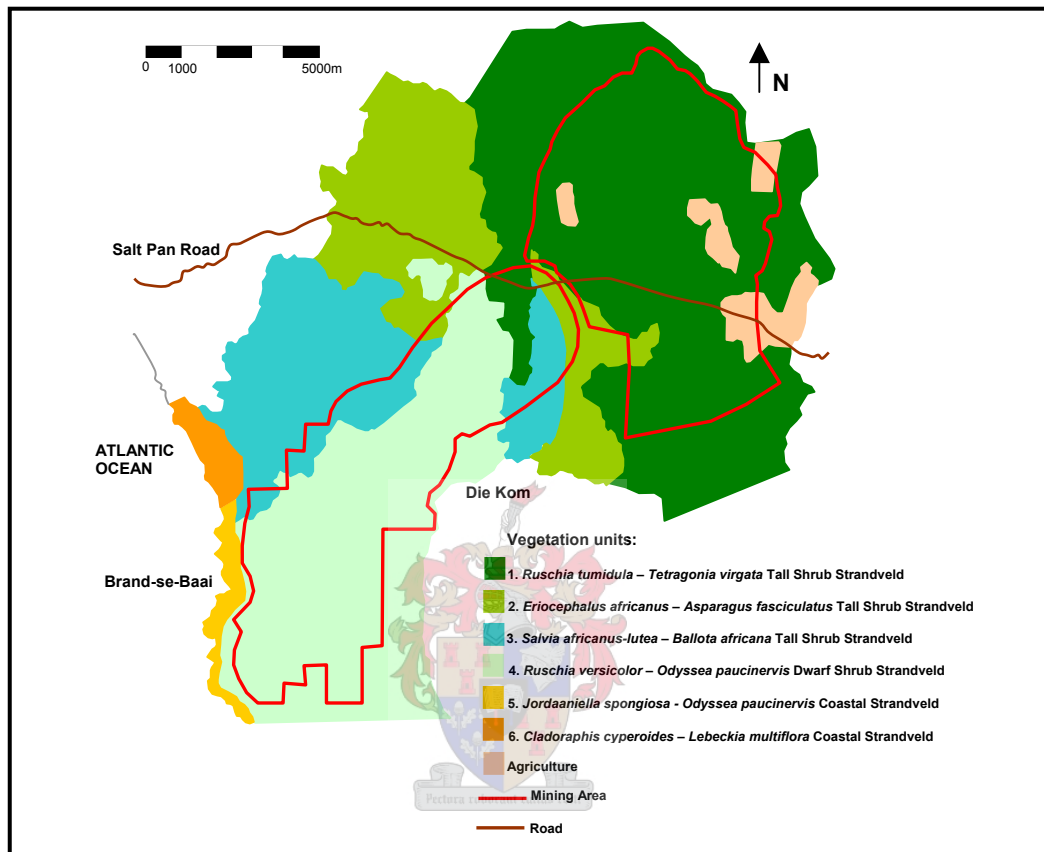 0 1000 5000m
N
Salt Pan Road
ATLANTIC
OCEAN
Die Kom
Brand-se-Baai
Vegetation units:
1. Ruschia tumidula – Tetragonia virgata Tall Shrub Strandveld
2. Eriocephalus africanus – Asparagus fasciculatus Tall Shrub Strandveld
3. Salvia africanus-lutea – Ballota africana Tall Shrub Strandveld
4. Ruschia versicolor – Odyssea paucinervis Dwarf Shrub Strandveld
5. Jordaaniella spongiosa - Odyssea paucinervis Coastal Strandveld
6. Cladoraphis cyperoides – Lebeckia multiflora Coastal Strandveld
Agriculture
Mining Area
Road